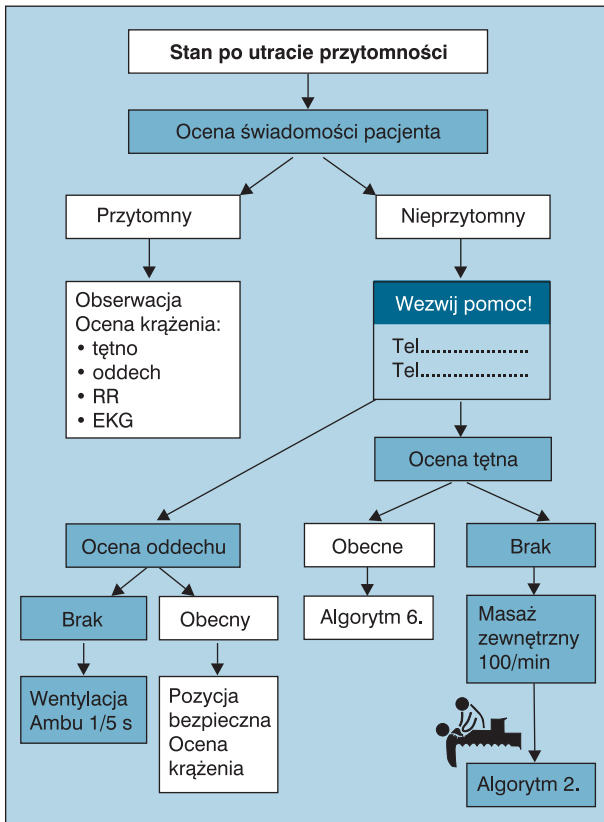 Stan po utracie przytomności
Ocena świadomości pacjenta
Przytomny
Nieprzytomny
Obserwacja
Ocena krążenia:
• tętno
• oddech
• RR
• EKG
Wezwij pomoc!
Tel....................
Tel....................
Ocena tętna
Ocena oddechu
Obecne
Brak
Brak
Obecny
Algorytm 6.
Masaż
zewnętrzny
100/min
Wentylacja
Ambu 1/5 s
Pozycja
bezpieczna
Ocena
krążenia
Algorytm 2.